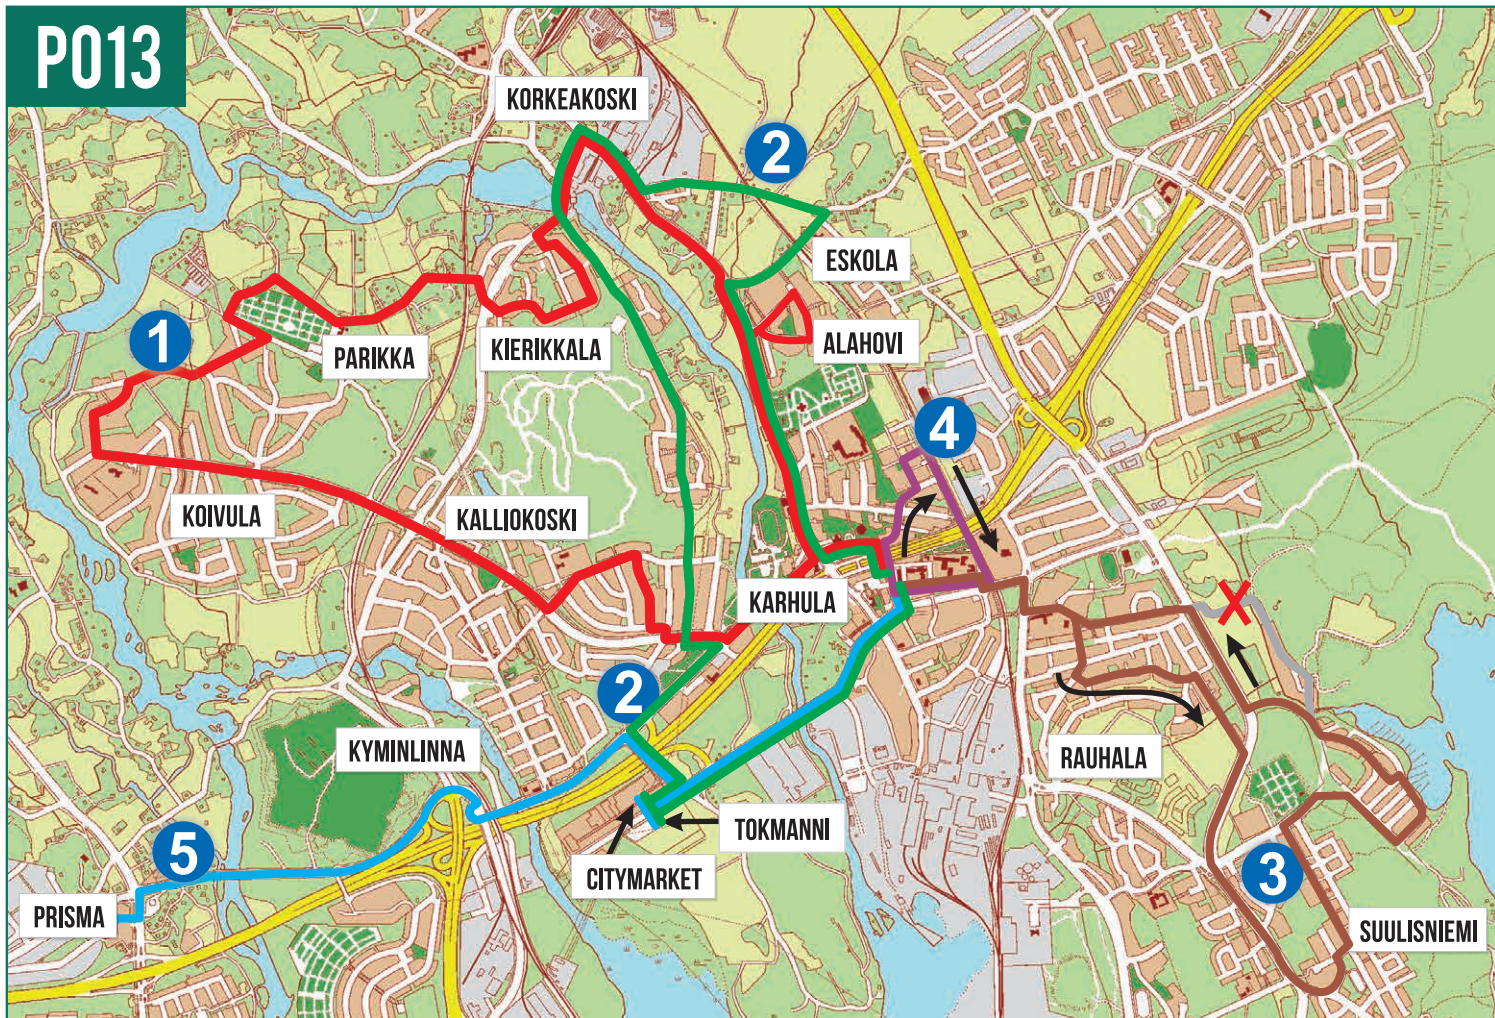 P013
KORKEAKOSKI
2
ESKOLA
1
PARIKKA
KIERIKKALA
ALAHOVI
4
KOIVULA
KALLIOKOSKI
KARHULA
X
2
KYMINLINNA
RAUHALA
TOKMANNI
5
CITYMARKET
3
PRISMA
SUULISNIEMI